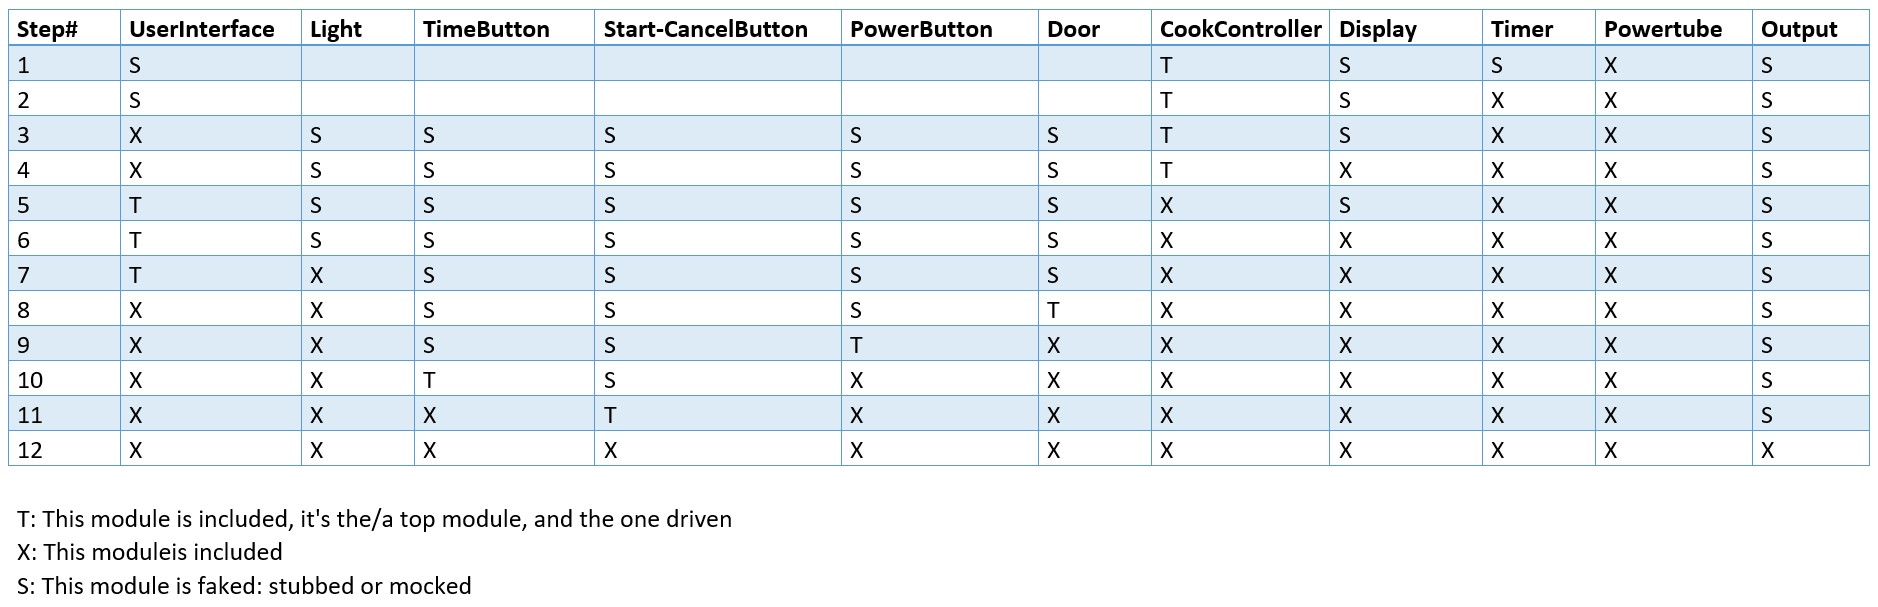 Step# UserInterface Light TimeButton Start-CancelButton PowerButton Door CookController Display Timer Powertube Output
1 S T S S X S
2 S T S X X S
3 X S S S S S T S X X S
4 X S S S S S T X X X S
5 T S S S S S X S X X S
6 T S S S S S X X X X S
7 T X S S S S X X X X S
8 X X S S S T X X X X S
9 X X S S T X X X X X S
10 X X T S X X X X X X S
11 X X X T X X X X X X S
12 X X X X X X X X X X X
T: This module is included, it's the/a top module, and the one driven
X: This moduleis included
S: This module is faked: stubbed or mocked